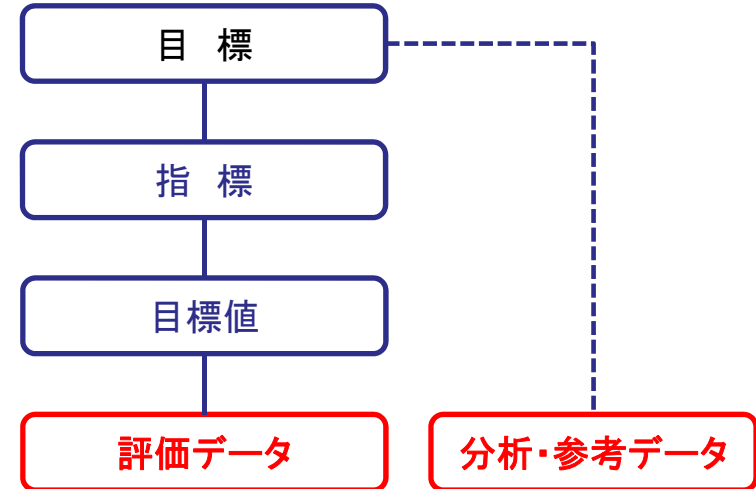 目　標
指　標
目標値
評価データ
分析・参考データ